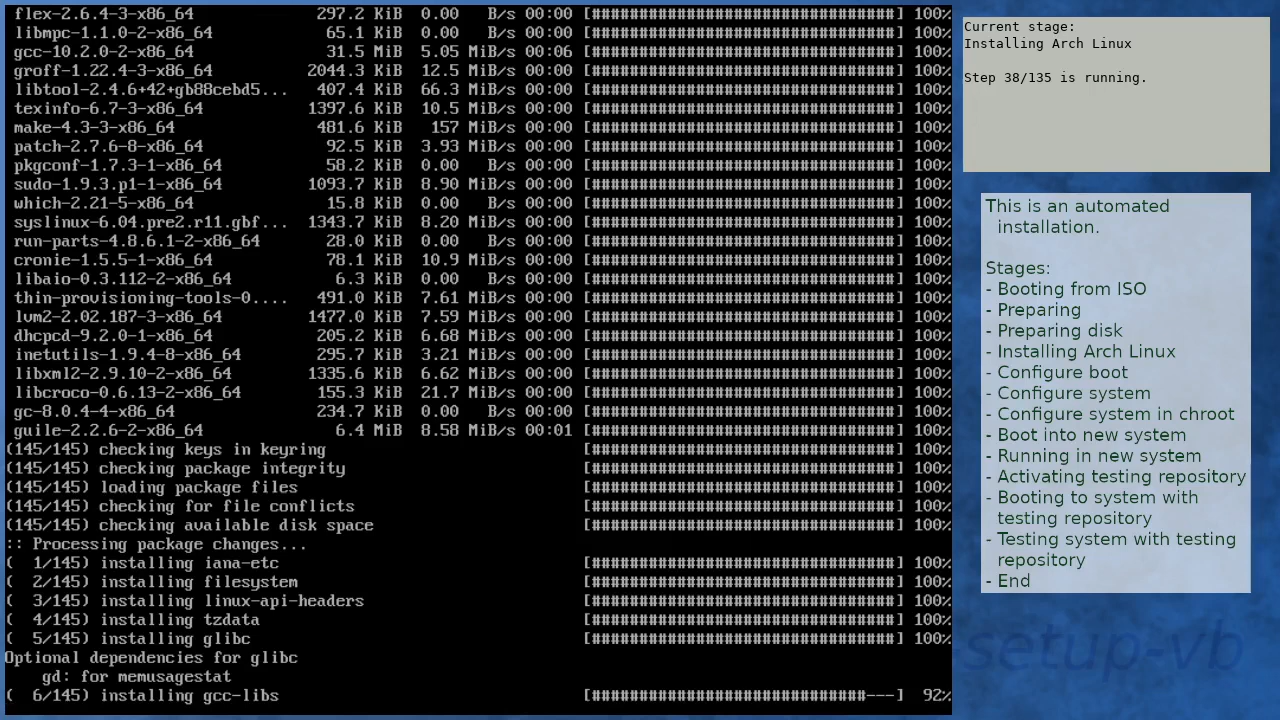 flex-2.6.4-3-x86_64 297.2 KiB 0.00 B/s 00:00 [################################] 100%
libmpc-1.1.0-2-x86_64 65.1 KiB 0.00 B/s 00:00 [################################] 100%
gcc-10.2.0-2-x86_64 31.5 MiB 5.05 MiB/s 00:06 [################################] 100%
groff-1.22.4-3-x86_64 2044.3 KiB 12.5 MiB/s 00:00 [################################] 100%
libtool-2.4.6+42+gb88cebd5... 407.4 KiB 66.3 MiB/s 00:00 [################################] 100%
texinfo-6.7-3-x86_64 1397.6 KiB 10.5 MiB/s 00:00 [################################] 100%
make-4.3-3-x86_64 481.6 KiB 157 MiB/s 00:00 [################################] 100%
patch-2.7.6-8-x86_64 92.5 KiB 3.93 MiB/s 00:00 [################################] 100%
pkgconf-1.7.3-1-x86_64 58.2 KiB 0.00 B/s 00:00 [################################] 100%
sudo-1.9.3.p1-1-x86_64 1093.7 KiB 8.90 MiB/s 00:00 [################################] 100%
which-2.21-5-x86_64 15.8 KiB 0.00 B/s 00:00 [################################] 100%
syslinux-6.04.pre2.r11.gbf... 1343.7 KiB 8.20 MiB/s 00:00 [################################] 100%
run-parts-4.8.6.1-2-x86_64 28.0 KiB 0.00 B/s 00:00 [################################] 100%
cronie-1.5.5-1-x86_64 78.1 KiB 10.9 MiB/s 00:00 [################################] 100%
libaio-0.3.112-2-x86_64 6.3 KiB 0.00 B/s 00:00 [################################] 100%
thin-provisioning-tools-0.... 491.0 KiB 7.61 MiB/s 00:00 [################################] 100%
lvm2-2.02.187-3-x86_64 1477.0 KiB 7.59 MiB/s 00:00 [################################] 100%
dhcpcd-9.2.0-1-x86_64 205.2 KiB 6.68 MiB/s 00:00 [################################] 100%
inetutils-1.9.4-8-x86_64 295.7 KiB 3.21 MiB/s 00:00 [################################] 100%
libxml2-2.9.10-2-x86_64 1335.6 KiB 6.62 MiB/s 00:00 [################################] 100%
libcroco-0.6.13-2-x86_64 155.3 KiB 21.7 MiB/s 00:00 [################################] 100%
gc-8.0.4-4-x86_64 234.7 KiB 0.00 B/s 00:00 [################################] 100%
guile-2.2.6-2-x86_64 6.4 MiB 8.58 MiB/s 00:01 [################################] 100%
(145/145) checking keys in keyring [################################] 100%
(145/145) checking package integrity [################################] 100%
(145/145) loading package files [################################] 100%
(145/145) checking for file conflicts [################################] 100%
(145/145) checking available disk space [################################] 100%
:: Processing package changes...
( 1/145) installing iana-etc [################################] 100%
( 2/145) installing filesystem [################################] 100%
( 3/145) installing linux-api-headers [################################] 100%
( 4/145) installing tzdata [################################] 100%
( 5/145) installing glibc [################################] 100%
Optional dependencies for glibc
gd: for memusagestat
( 6/145) installing gcc-libs [#############################---] 92%
Current stage:
Installing Arch Linux
Step 38/135 is running.
This is an automated
installation.
Stages:
- Booting from ISO
- Preparing
- Preparing disk
- Installing Arch Linux
- Configure boot
- Configure system
- Configure system in chroot
- Boot into new system
- Running in new system
- Activating testing repository
- Booting to system with
testing repository
- Testing system with testing
repository
- End
setup-vb